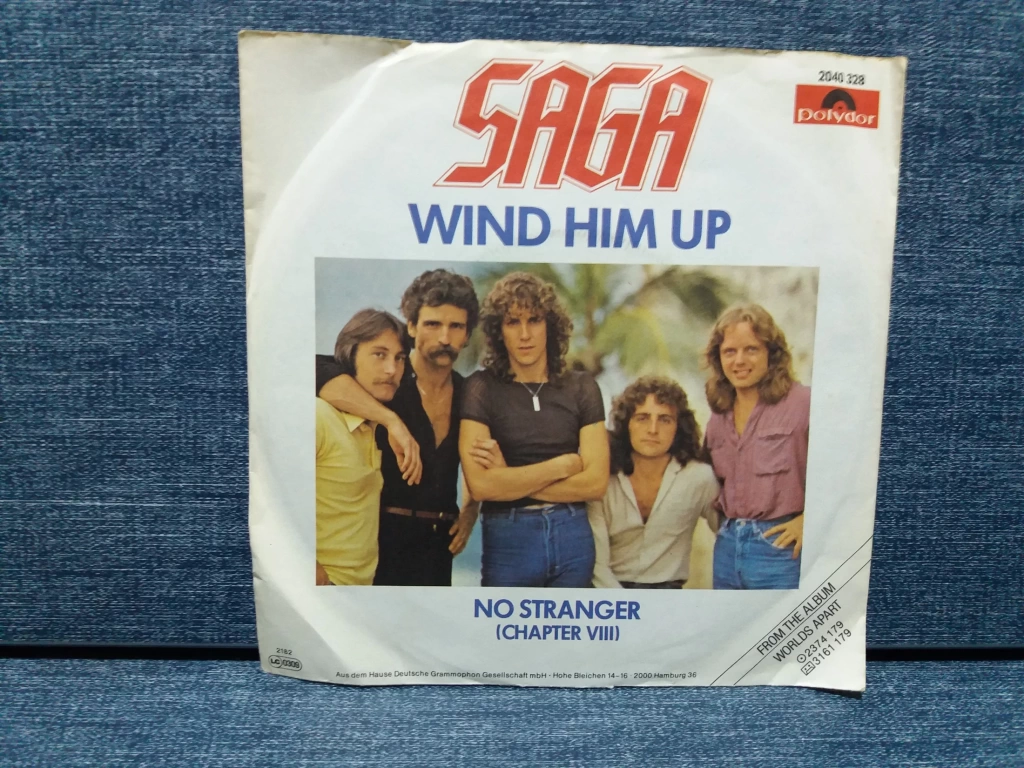 SAGA
2040 328
polydor
WIND HIM UP
NO STRANGER
(CHAPTER VIII)
FROM THE ALBUM
WORLDS APART
2374 179
3161 179
2182
LC 0309
Aus dem Hause Deutsche Grammophon Gesellschaft mbH · Hohe Bleichen 14-16 · 2000 Hamburg 36